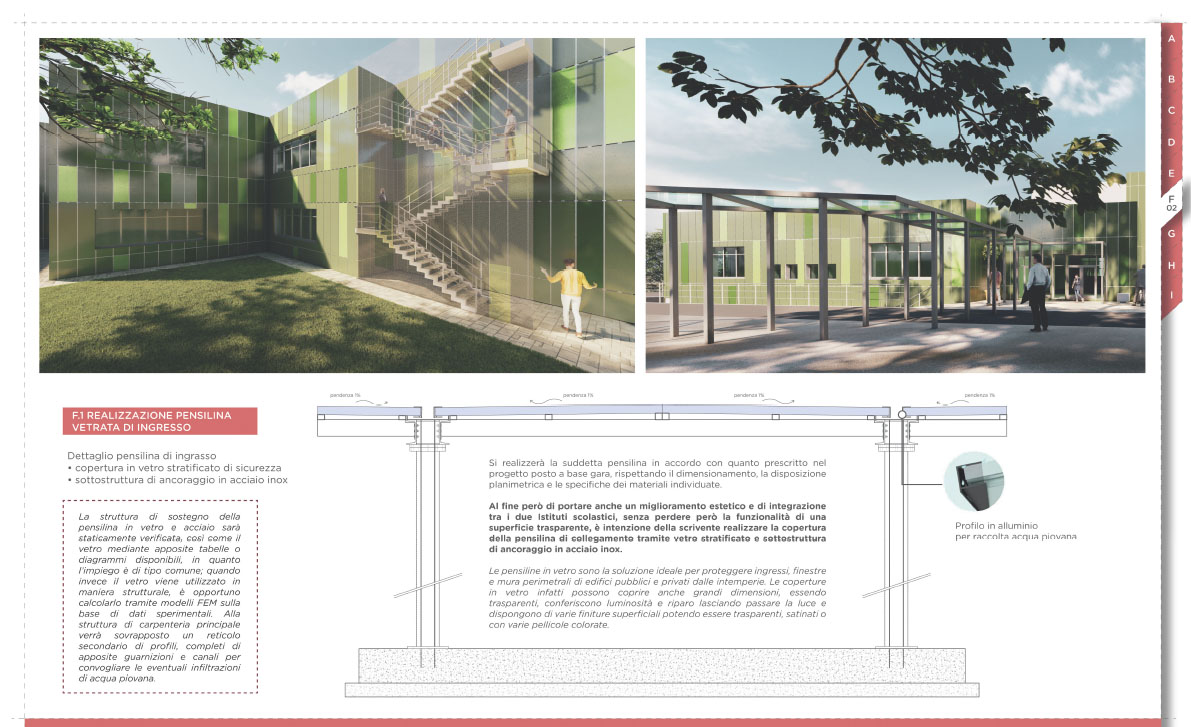 A
B
C
D
E
F
02
G
H
I
F.1 REALIZZAZIONE PENSILINA
VETRATA DI INGRESSO
Dettaglio pensilina di ingrasso
• copertura in vetro stratificato di sicurezza
• sottostruttura di ancoraggio in acciaio inox
La struttura di sostegno della
pensilina in vetro e acciaio sarà
staticamente verificata, così come il
vetro mediante apposite tabelle o
diagrammi disponibili, in quanto
l'impiego è di tipo comune; quando
invece il vetro viene utilizzato in
maniera strutturale, è opportuno
calcolarlo tramite modelli FEM sulla
base di dati sperimentali. Alla
struttura di carpenteria principale
verrà sovrapposto un reticolo
secondario di profili, completi di
apposite guarnizioni e canali per
convogliare le eventuali infiltrazioni
di acqua piovana.
pendenza 1%
pendenza 1%
pendenza 1%
pendenza 1%
Si realizzerà la suddetta pensilina in accordo con quanto prescritto nel
progetto posto a base gara, rispettando il dimensionamento, la disposizione
planimetrica e le specifiche dei materiali individuate.
Al fine però di portare anche un miglioramento estetico e di integrazione
tra i due Istituti scolastici, senza perdere però la funzionalità di una
superficie trasparente, è intenzione della scrivente realizzare la copertura
della pensilina di collegamento tramite vetro stratificato e sottostruttura
di ancoraggio in acciaio inox.
Le pensiline in vetro sono la soluzione ideale per proteggere ingressi, finestre
e mura perimetrali di edifici pubblici e privati dalle intemperie. Le coperture
in vetro infatti possono coprire anche grandi dimensioni, essendo
trasparenti, conferiscono luminosità e riparo lasciando passare la luce e
dispongono di varie finiture superficiali potendo essere trasparenti, satinati o
con varie pellicole colorate.
Profilo in alluminio
per raccolta acqua piovana